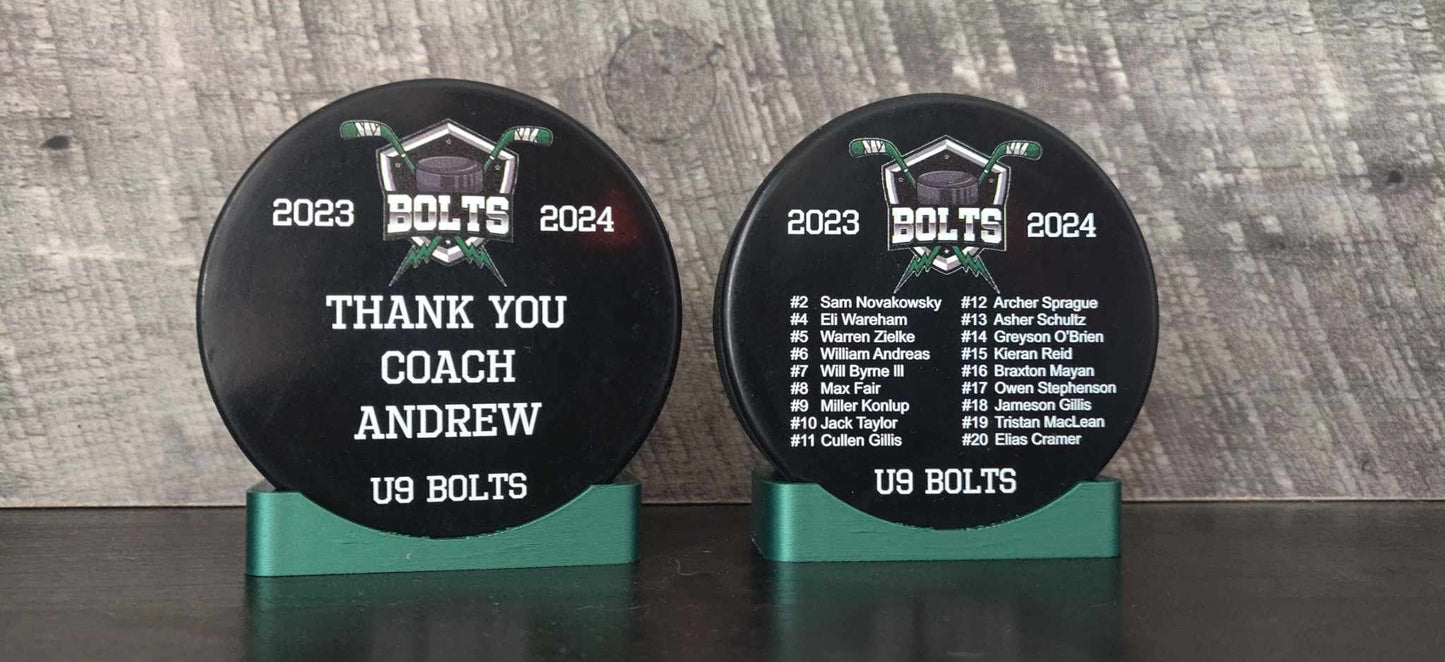 2023 BOLTS 2024
THANK YOU
COACH
ANDREW
U9 BOLTS
2023 BOLTS 2024
#2 Sam Novakowsky
#4 Eli Wareham
#5 Warren Zielke
#6 William Andreas
#7 Will Byrne III
#8 Max Fair
#9 Miller Konlup
#10 Jack Taylor
#11 Cullen Gillis
#12 Archer Sprague
#13 Asher Schultz
#14 Greyson O'Brien
#15 Kieran Reid
#16 Braxton Mayan
#17 Owen Stephenson
#18 Jameson Gillis
#19 Tristan MacLean
#20 Elias Cramer
U9 BOLTS